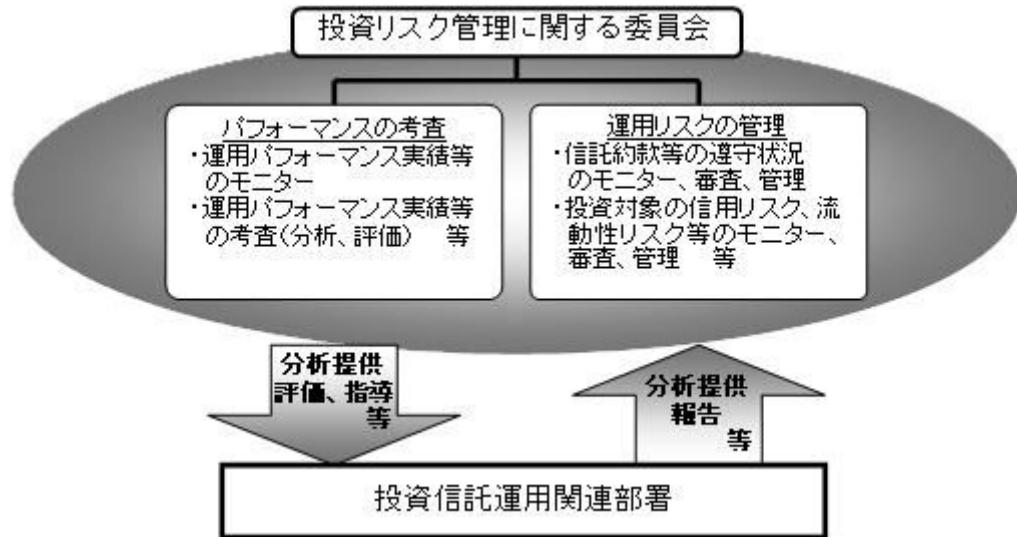 投資リスク管理に関する委員会
パフォーマンスの考査
・運用パフォーマンス実績等
のモニター
・運用パフォーマンス実績等
の考査(分析、評価)　等
運用リスクの管理
・信託約款等の遵守状況
のモニター、審査、管理
・投資対象の信用リスク、流
動性リスク等のモニター、
審査、管理　等
分析提供
評価、指導
等
分析提供
報告
等
投資信託運用関連部署